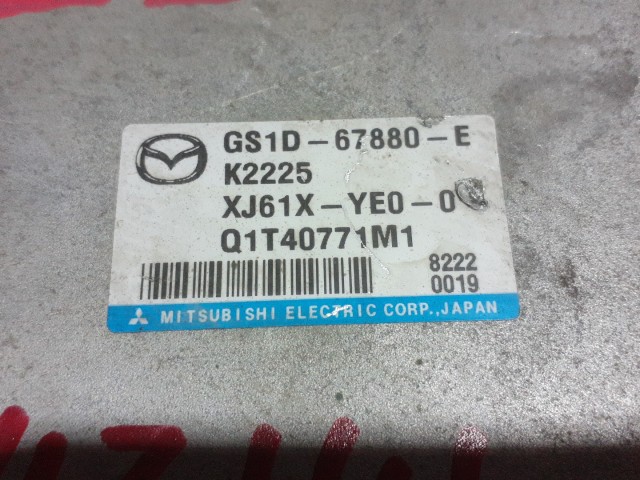 GS1D-67880-E
K2225
XJ61X-YE0-0
Q1T40771M1
8222
0019
MITSUBISHI ELECTRIC CORP., JAPAN